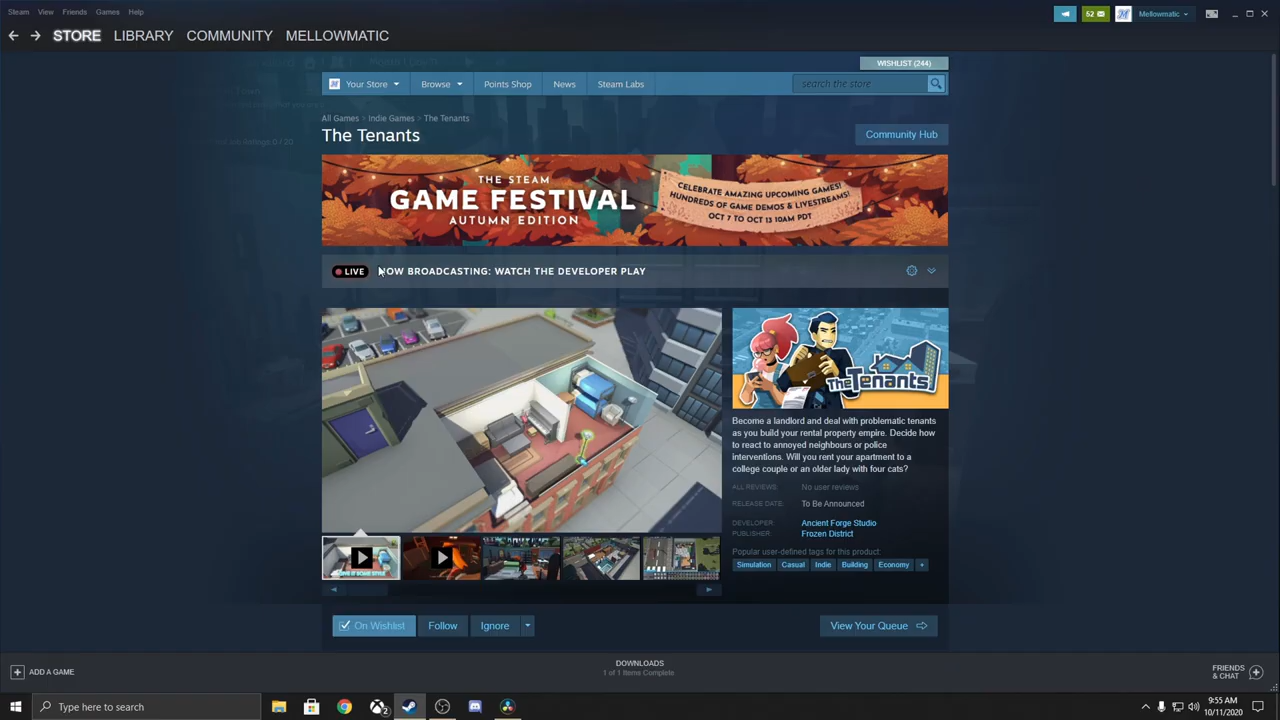 Steam View Friends Games Help
52
Mellowmatic
STORE LIBRARY COMMUNITY MELLOWMATIC
WISHLIST (244)
Your Store Browse Points Shop News Steam Labs search the store
All Games > Indie Games > The Tenants
The Tenants
Community Hub
THE STEAM
GAME FESTIVAL
AUTUMN EDITION
CELEBRATE AMAZING UPCOMING GAMES!
HUNDREDS OF GAME DEMOS & LIVESTREAMS!
OCT 7 TO OCT 13 10AM PDT
LIVE NOW BROADCASTING: WATCH THE DEVELOPER PLAY
The Tenants
Become a landlord and deal with problematic tenants
as you build your rental property empire. Decide how
to react to annoyed neighbours or police
interventions. Will you rent your apartment to a
college couple or an older lady with four cats?
ALL REVIEWS: No user reviews
RELEASE DATE: To Be Announced
DEVELOPER: Ancient Forge Studio
PUBLISHER: Frozen District
Popular user-defined tags for this product:
Simulation Casual Indie Building Economy +
GIVE IT SOME STYLE
On Wishlist Follow Ignore View Your Queue
ADD A GAME
DOWNLOADS
1 of 1 Items Complete
FRIENDS
& CHAT
Type here to search
2
9:55 AM
10/11/2020